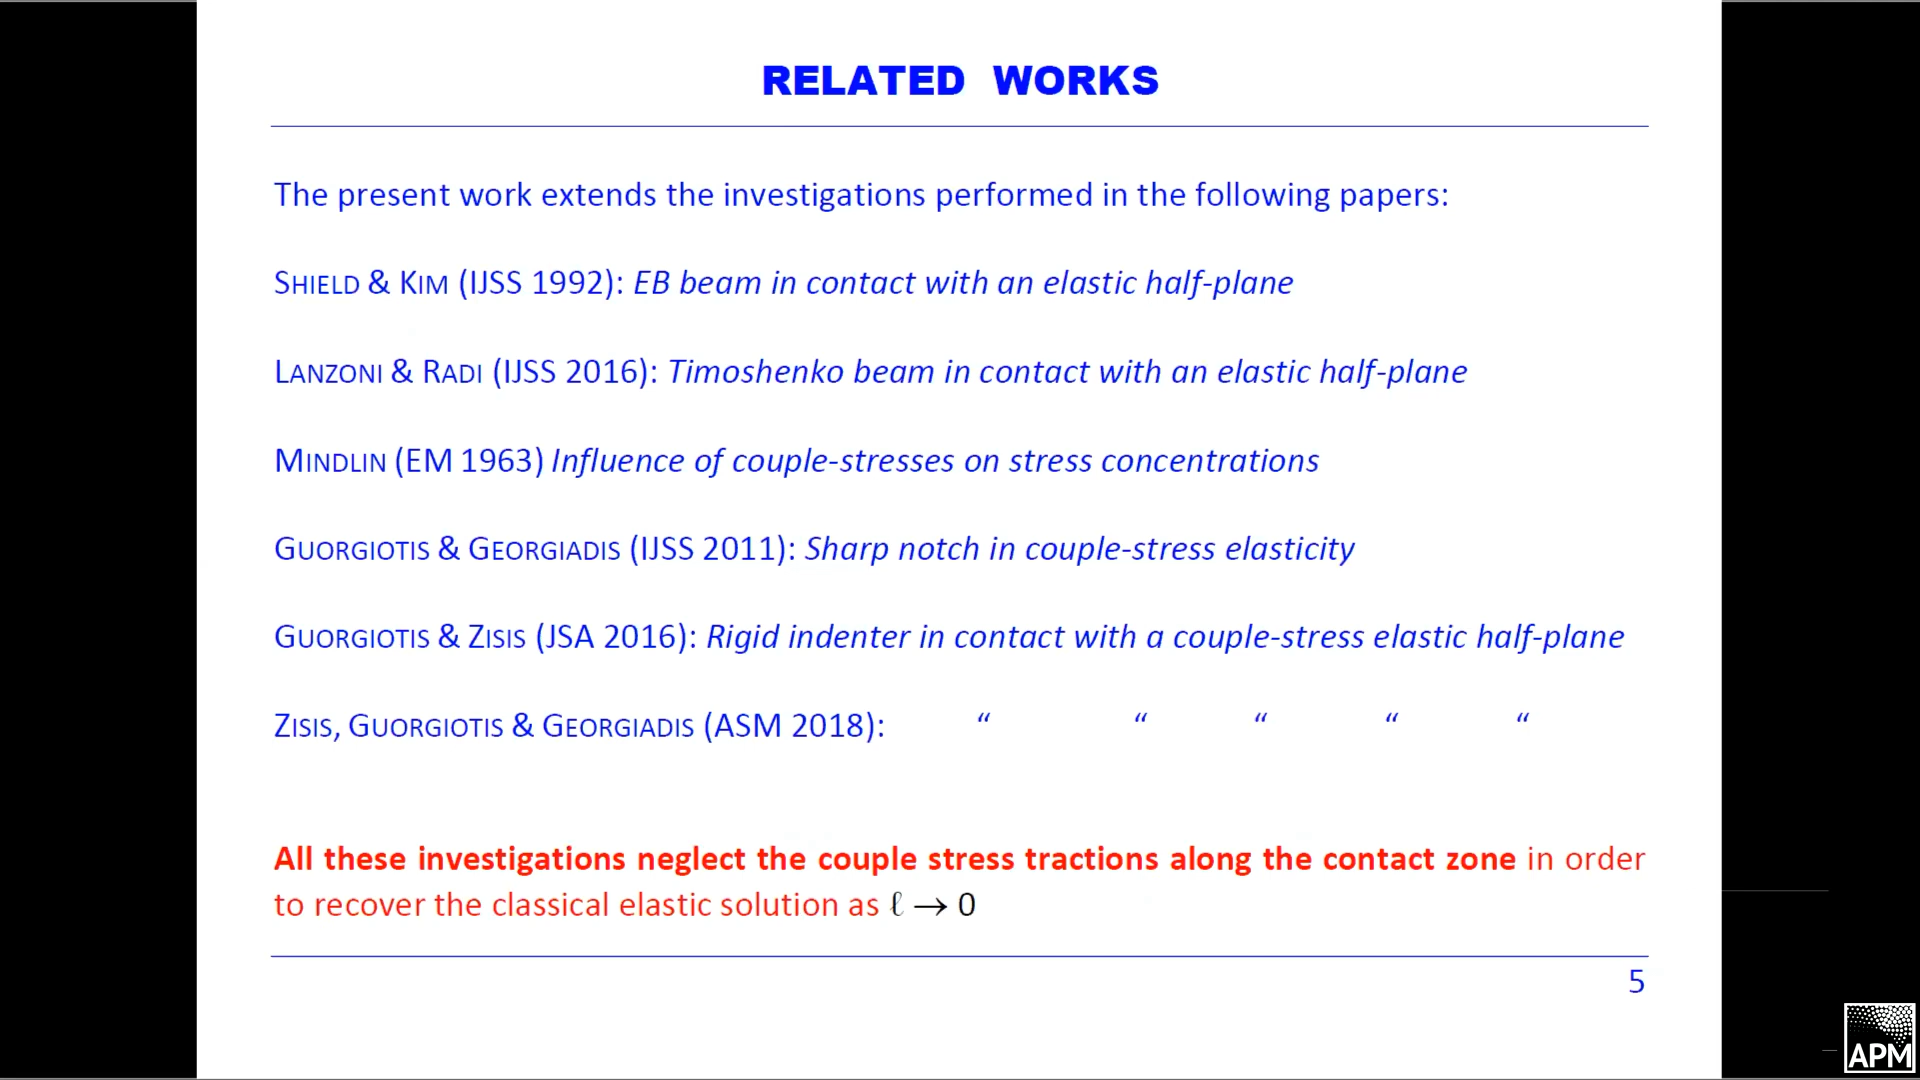 RELATED WORKS
The present work extends the investigations performed in the following papers:
SHIELD & KIM (IJSS 1992): EB beam in contact with an elastic half-plane
LANZONI & RADI (IJSS 2016): Timoshenko beam in contact with an elastic half-plane
MINDLIN (EM 1963) Influence of couple-stresses on stress concentrations
GUORGIOTIS & GEORGIADIS (IJSS 2011): Sharp notch in couple-stress elasticity
GUORGIOTIS & ZISIS (JSA 2016): Rigid indenter in contact with a couple-stress elastic half-plane
ZISIS, GUORGIOTIS & GEORGIADIS (ASM 2018): “ “ “ “ “
All these investigations neglect the couple stress tractions along the contact zone in order
to recover the classical elastic solution as ℓ → 0
5
APM